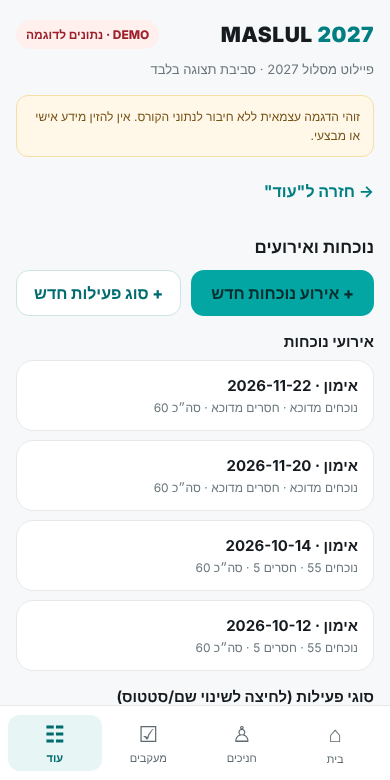 MASLUL 2027
DEMO · נתונים לדוגמה
פיילוט מסלול 2027 · סביבת תצוגה בלבד
זוהי הדגמה עצמאית ללא חיבור לנתוני הקורס. אין להזין מידע אישי
או מבצעי.
→ חזרה ל"עוד"
נוכחות ואירועים
+ אירוע נוכחות חדש
+ סוג פעילות חדש
אירועי נוכחות
אימון · 2026-11-22
נוכחים מדוכא · חסרים מדוכא · סה״כ 60
אימון · 2026-11-20
נוכחים מדוכא · חסרים מדוכא · סה״כ 60
אימון · 2026-10-14
נוכחים 55 · חסרים 5 · סה״כ 60
אימון · 2026-10-12
נוכחים 55 · חסרים 5 · סה״כ 60
סוגי פעילות (לחיצה לשינוי שם/סטטוס)
בית
חניכים
מעקבים
עוד